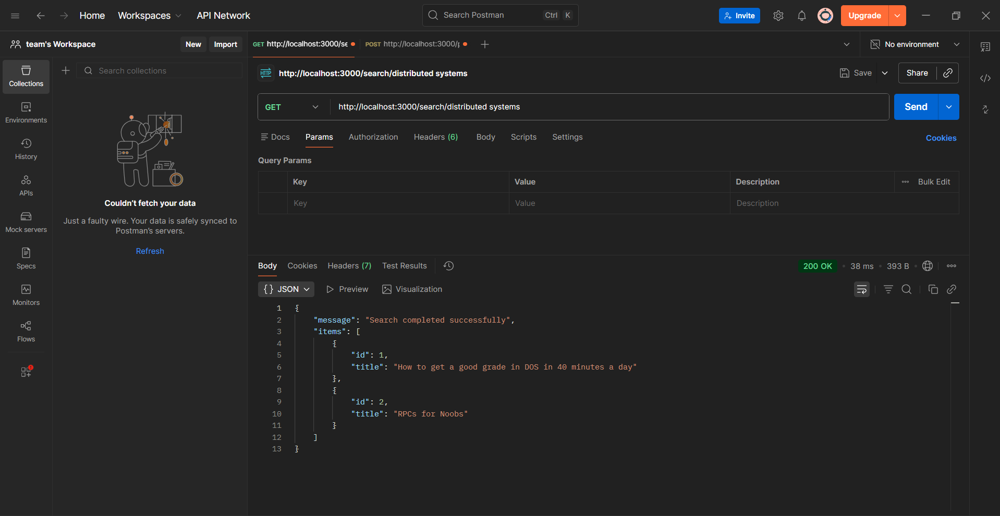 Home Workspaces API Network Search Postman Ctrl K Invite Upgrade
team's Workspace New Import GET http://localhost:3000/se POST http://localhost:3000/p No environment
Search collections
http://localhost:3000/search/distributed systems Save Share
Collections
Environments
History
APIs
Mock servers
Specs
Monitors
Flows
Couldn't fetch your data
Just a faulty wire. Your data is safely synced to
Postman's servers.
Refresh
HTTP
GET http://localhost:3000/search/distributed systems Send
Docs Params Authorization Headers (6) Body Scripts Settings Cookies
Query Params
Key Value Description Bulk Edit
Key Value Description
Body Cookies Headers (7) Test Results 200 OK 38 ms 393 B
{} JSON Preview Visualization
1 {
2 "message": "Search completed successfully",
3 "items": [
4 {
5 "id": 1,
6 "title": "How to get a good grade in DOS in 40 minutes a day"
7 },
8 {
9 "id": 2,
10 "title": "RPCs for Noobs"
11 }
12 ]
13 }